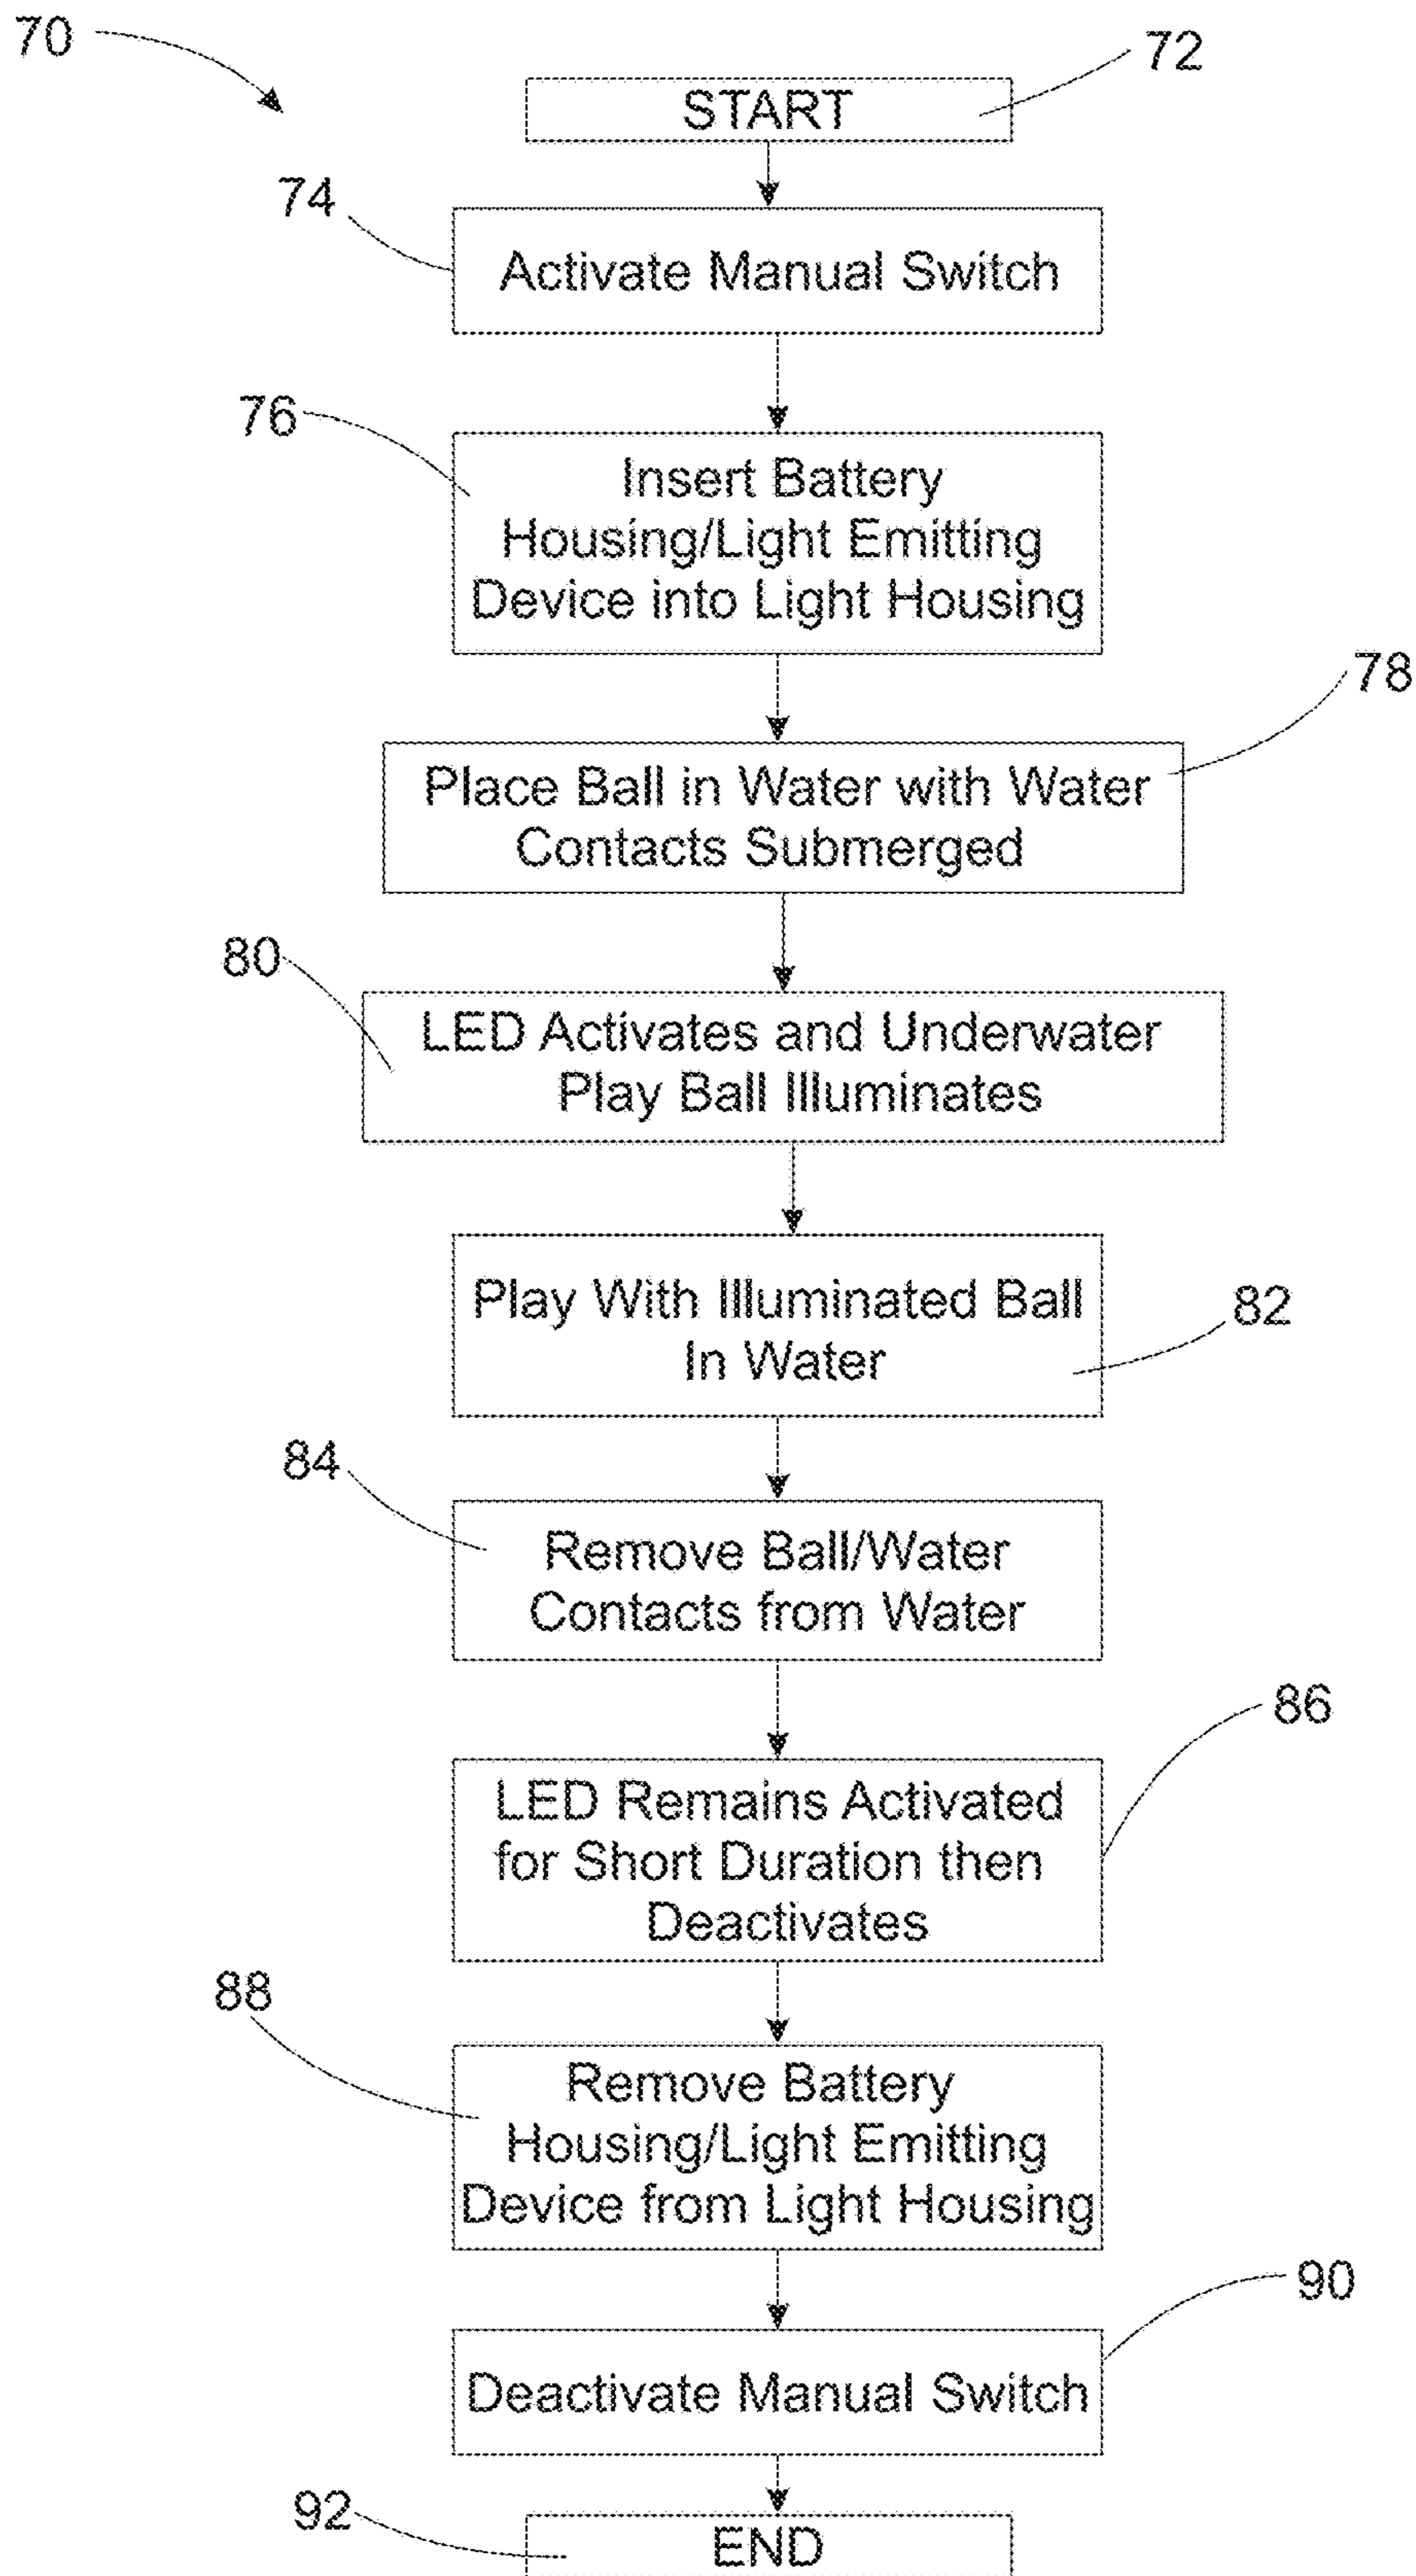 70
72
START
74
Activate Manual Switch
76
Insert Battery
Housing/Light Emitting
Device into Light Housing
78
Place Ball in Water with Water
Contacts Submerged
80
LED Activates and Underwater
Play Ball Illuminates
Play With Illuminated Ball
In Water
82
84
Remove Ball/Water
Contacts from Water
86
LED Remains Activated
for Short Duration then
Deactivates
88
Remove Battery
Housing/Light Emitting
Device from Light Housing
90
Deactivate Manual Switch
92
END